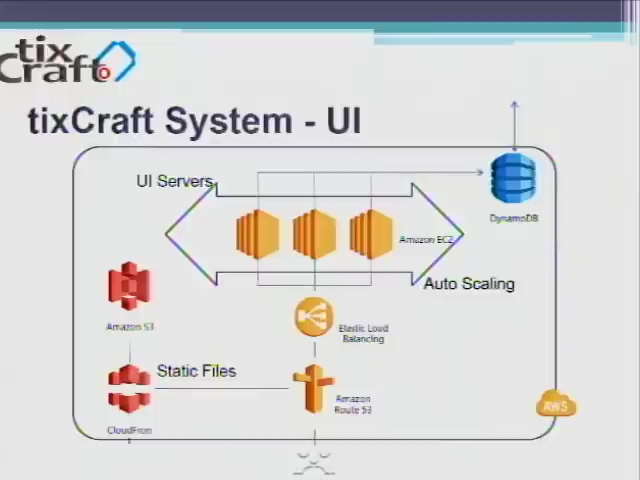 tix
Craft
tixCraft System - UI
UI Servers
DynamoDB
Amazon EC2
Auto Scaling
Amazon S3
Elastic Load
Balancing
Static Files
Amazon
Route 53
CloudFron
AWS